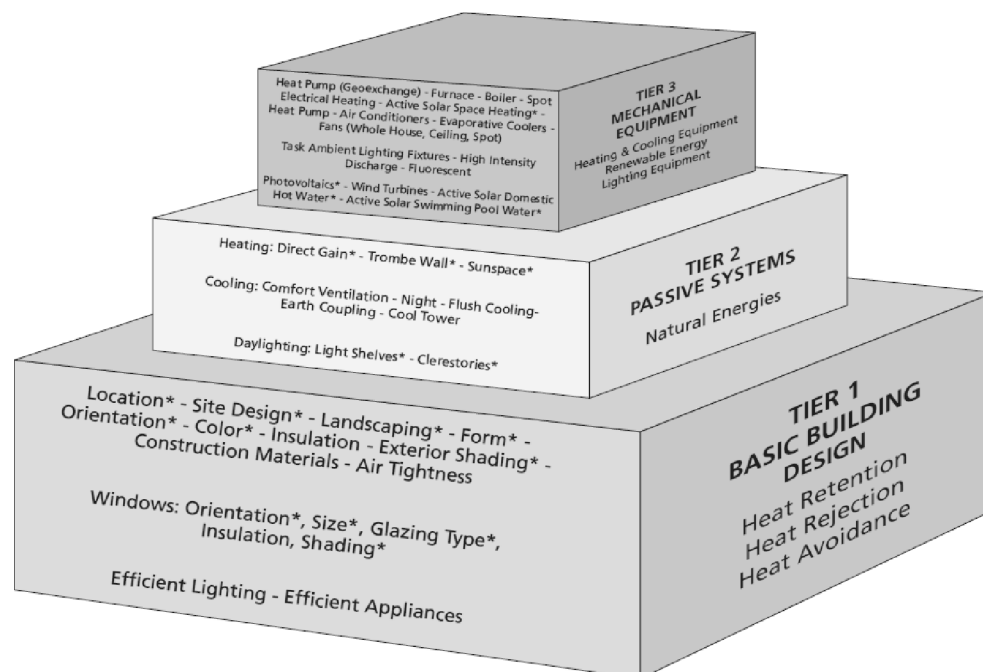 Heat Pump (Geoexchange) - Furnace - Boiler - Spot
Electrical Heating - Active Solar Space Heating* -
Heat Pump - Air Conditioners - Evaporative Coolers -
Fans (Whole House, Ceiling, Spot)
Task Ambient Lighting Fixtures - High Intensity
Discharge - Fluorescent
Photovoltaics* - Wind Turbines - Active Solar Domestic
Hot Water* - Active Solar Swimming Pool Water*
TIER 3
MECHANICAL
EQUIPMENT
Heating & Cooling Equipment
Renewable Energy
Lighting Equipment
Heating: Direct Gain* - Trombe Wall* - Sunspace*
Cooling: Comfort Ventilation - Night - Flush Cooling-
Earth Coupling - Cool Tower
Daylighting: Light Shelves* - Clerestories*
TIER 2
PASSIVE SYSTEMS
Natural Energies
Location* - Site Design* - Landscaping* - Form* -
Orientation* - Color* - Insulation - Exterior Shading* -
Construction Materials - Air Tightness
Windows: Orientation*, Size*, Glazing Type*,
Insulation, Shading*
Efficient Lighting - Efficient Appliances
TIER 1
BASIC BUILDING
DESIGN
Heat Retention
Heat Rejection
Heat Avoidance